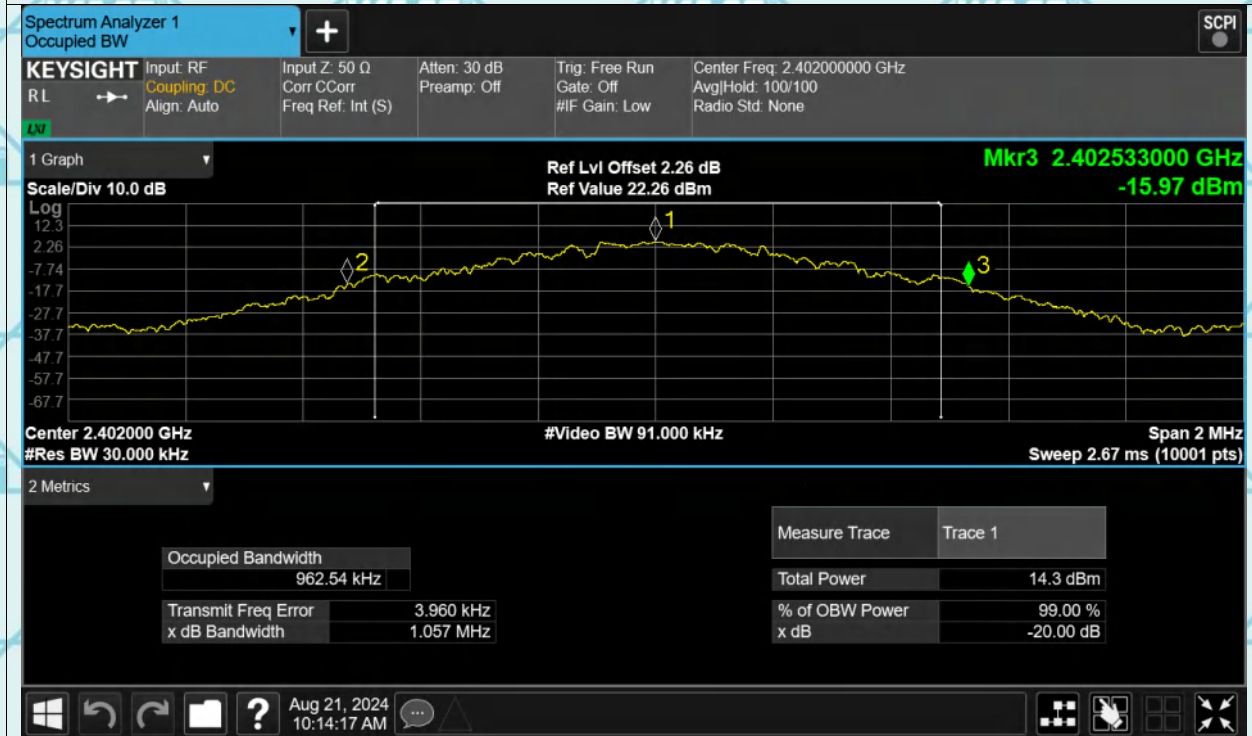 Spectrum Analyzer 1
Occupied BW
+
SCPI
KEYSIGHT
RL
LXI
Input: RF
Coupling: DC
Align: Auto
Input Z: 50 Ω
Corr CCorr
Freq Ref: Int (S)
Atten: 30 dB
Preamp: Off
Trig: Free Run
Gate: Off
#IF Gain: Low
Center Freq: 2.402000000 GHz
Avg|Hold: 100/100
Radio Std: None
1 Graph
Scale/Div 10.0 dB
Ref Lvl Offset 2.26 dB
Ref Value 22.26 dBm
Mkr3 2.402533000 GHz
-15.97 dBm
Log
12.3
2.26
-7.74
-17.7
-27.7
-37.7
-47.7
-57.7
-67.7
2
1
3
Center 2.402000 GHz
#Video BW 91.000 kHz
Span 2 MHz
#Res BW 30.000 kHz
Sweep 2.67 ms (10001 pts)
2 Metrics
Occupied Bandwidth
962.54 kHz
Transmit Freq Error 3.960 kHz
x dB Bandwidth 1.057 MHz
Measure Trace Trace 1
Total Power 14.3 dBm
% of OBW Power 99.00 %
x dB -20.00 dB
?
Aug 21, 2024
10:14:17 AM